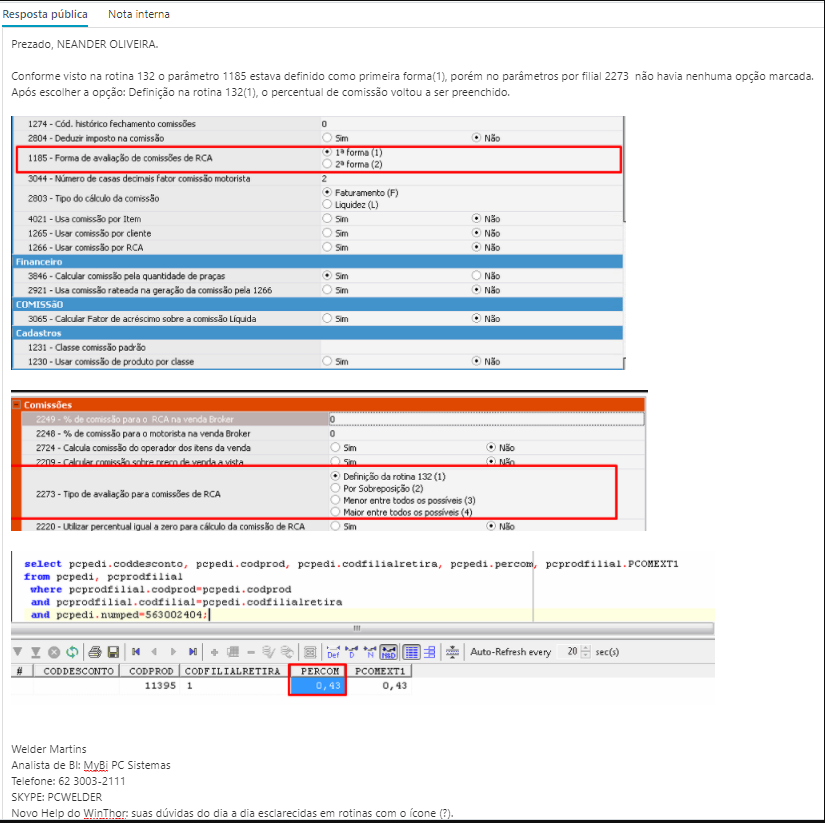 Resposta pública Nota interna
Prezado, NEANDER OLIVEIRA.
Conforme visto na rotina 132 o parâmetro 1185 estava definido como primeira forma(1), porém no parâmetros por filial 2273 não havia nenhuma opção marcada.
Após escolher a opção: Definição na rotina 132(1), o percentual de comissão voltou a ser preenchido.
1274 - Cód. histórico fechamento comissões 0
2804 - Deduzir imposto na comissão Sim Não
1185 - Forma de avaliação de comissões de RCA 1ª forma (1)
2ª forma (2)
3044 - Número de casas decimais fator comissão motorista 2
2803 - Tipo do cálculo da comissão Faturamento (F)
Liquidez (L)
4021 - Usa comissão por Item Sim Não
1265 - Usar comissão por cliente Sim Não
1266 - Usar comissão por RCA Sim Não
Financeiro
3846 - Calcular comissão pela quantidade de praças Sim Não
2921 - Usa comissão rateada na geração da comissão pela 1266 Sim Não
COMISSãO
3065 - Calcular Fator de acréscimo sobre a comissão Líquida Sim Não
Cadastros
1231 - Classe comissão padrão
1230 - Usar comissão de produto por classe Sim Não
Comissões
2249 - % de comissão para o RCA na venda Broker 0
2248 - % de comissão para o motorista na venda Broker 0
2724 - Calcula comissão do operador dos itens da venda Sim Não
2209 - Calcular comissão sobre preço de venda a vista Sim Não
2273 - Tipo de avaliação para comissões de RCA Definição da rotina 132 (1)
Por Sobreposição (2)
Menor entre todos os possíveis (3)
Maior entre todos os possíveis (4)
2220 - Utilizar percentual igual a zero para cálculo da comissão de RCA Sim Não
select pcpedi.coddesconto, pcpedi.codprod, pcpedi.codfilialretira, pcpedi.percom, pcprodfilial.PCOMEXT1
from pcpedi, pcprodfilial
where pcprodfilial.codprod=pcpedi.codprod
and pcprodfilial.codfilial=pcpedi.codfilialretira
and pcpedi.numped=563002404;
Def D N N&D Auto-Refresh every 20 sec(s)
# CODDESCONTO CODPROD CODFILIALRETIRA PERCOM PCOMEXT1
11395 1 0,43 0,43
Welder Martins
Analista de BI: MyBi PC Sistemas
Telefone: 62 3003-2111
SKYPE: PCWELDER
Novo Help do WinThor: suas dúvidas do dia a dia esclarecidas em rotinas com o ícone (?).